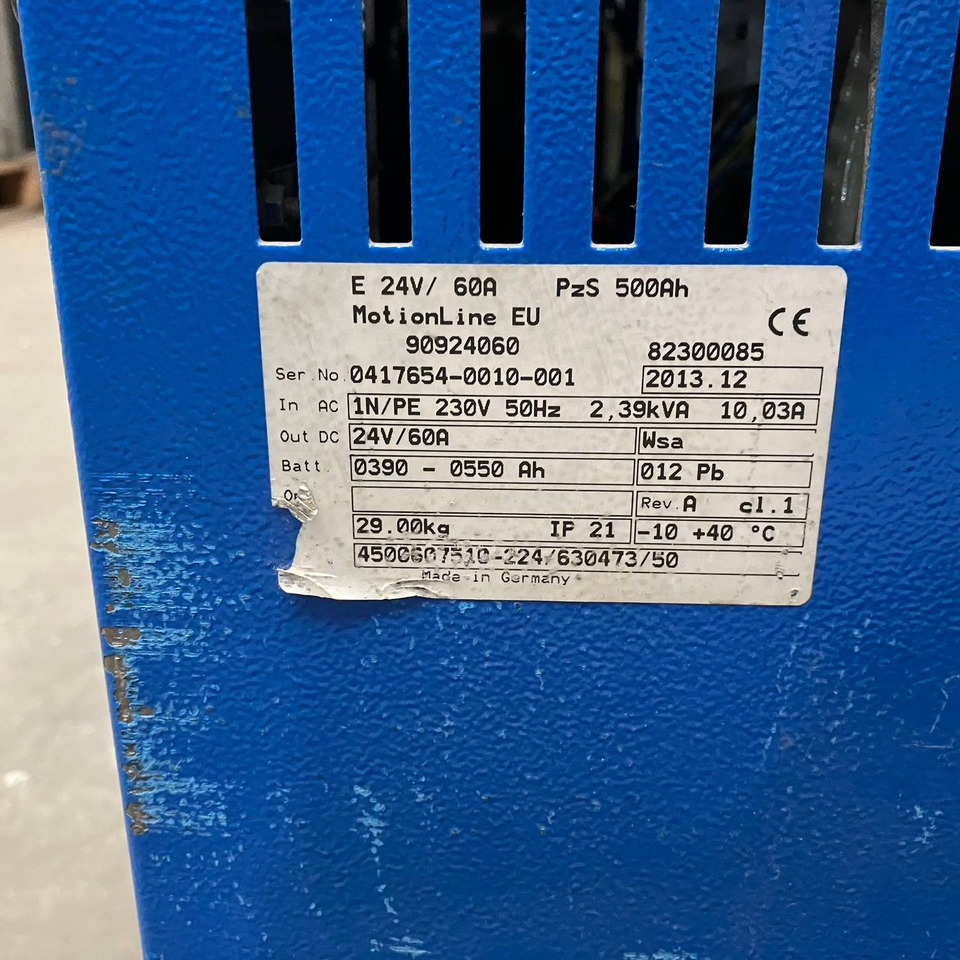 E 24V/ 60A PzS 500Ah
MotionLine EU CE
90924060 82300085
Ser.No. 0417654-0010-001 2013.12
In AC 1N/PE 230V 50Hz 2,39kVA 10,03A
Out DC 24V/60A Wsa
Batt. 0390 - 0550 Ah 012 Pb
Rev. A cl.1
29.00kg IP 21 -10 +40 °C
4500607510-224/630473/50
Made in Germany